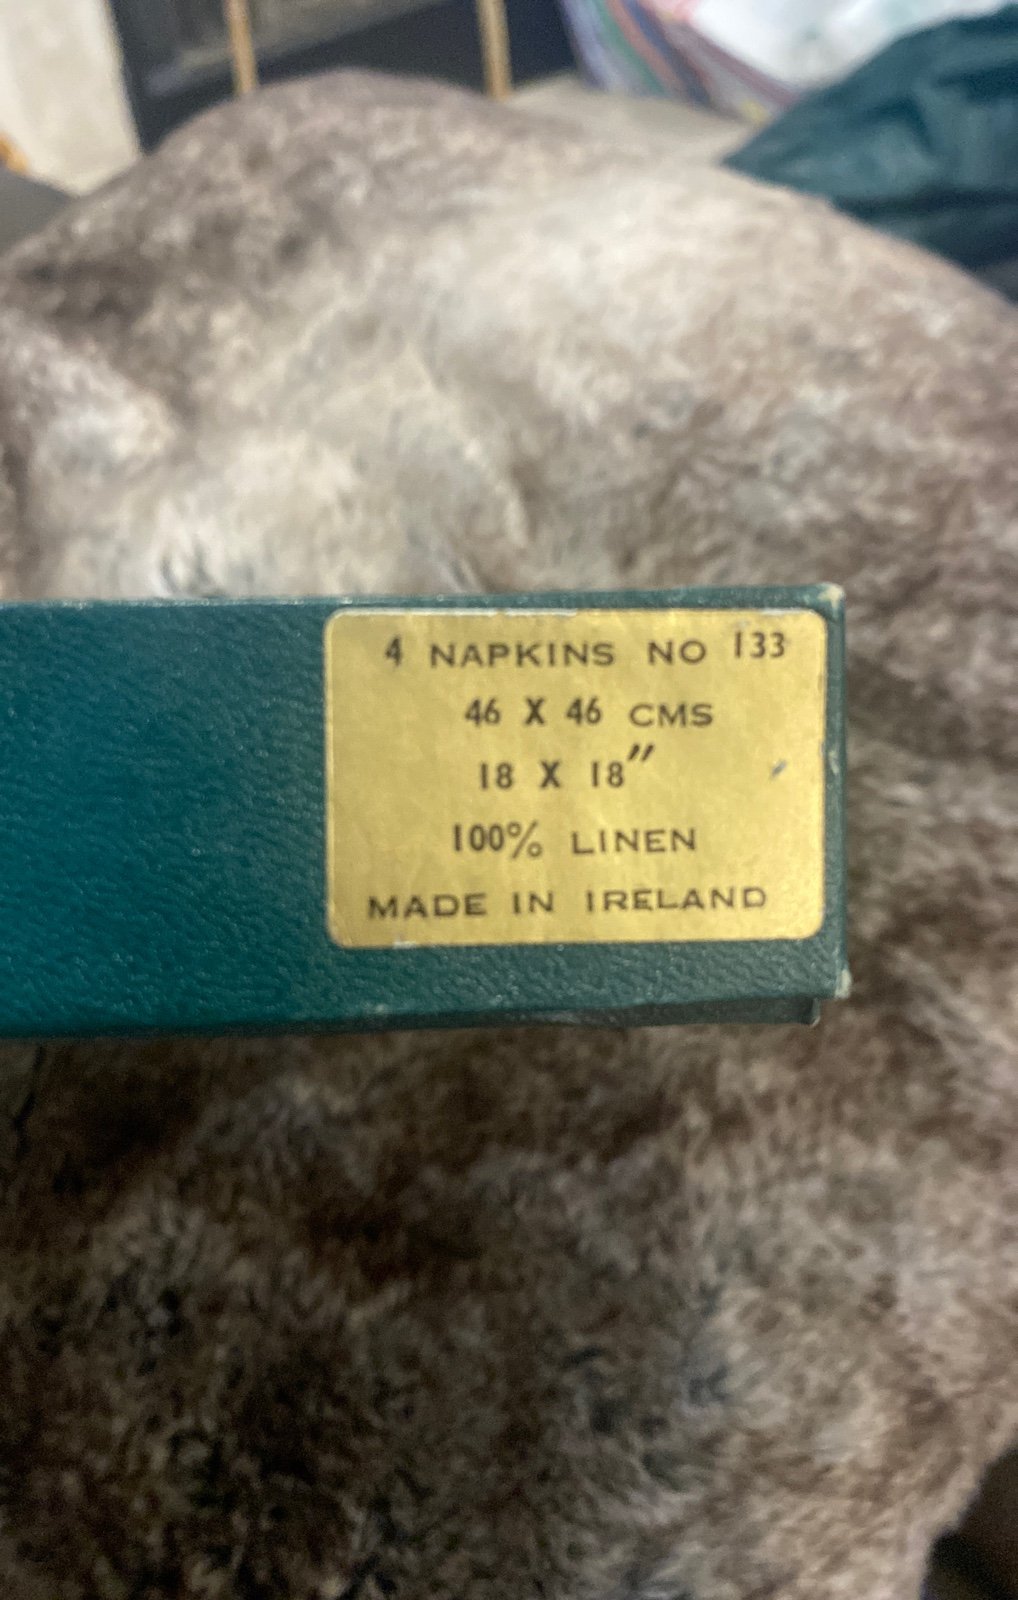 4 NAPKINS NO 133
46 X 46 CMS
18 X 18"
100% LINEN
MADE IN IRELAND